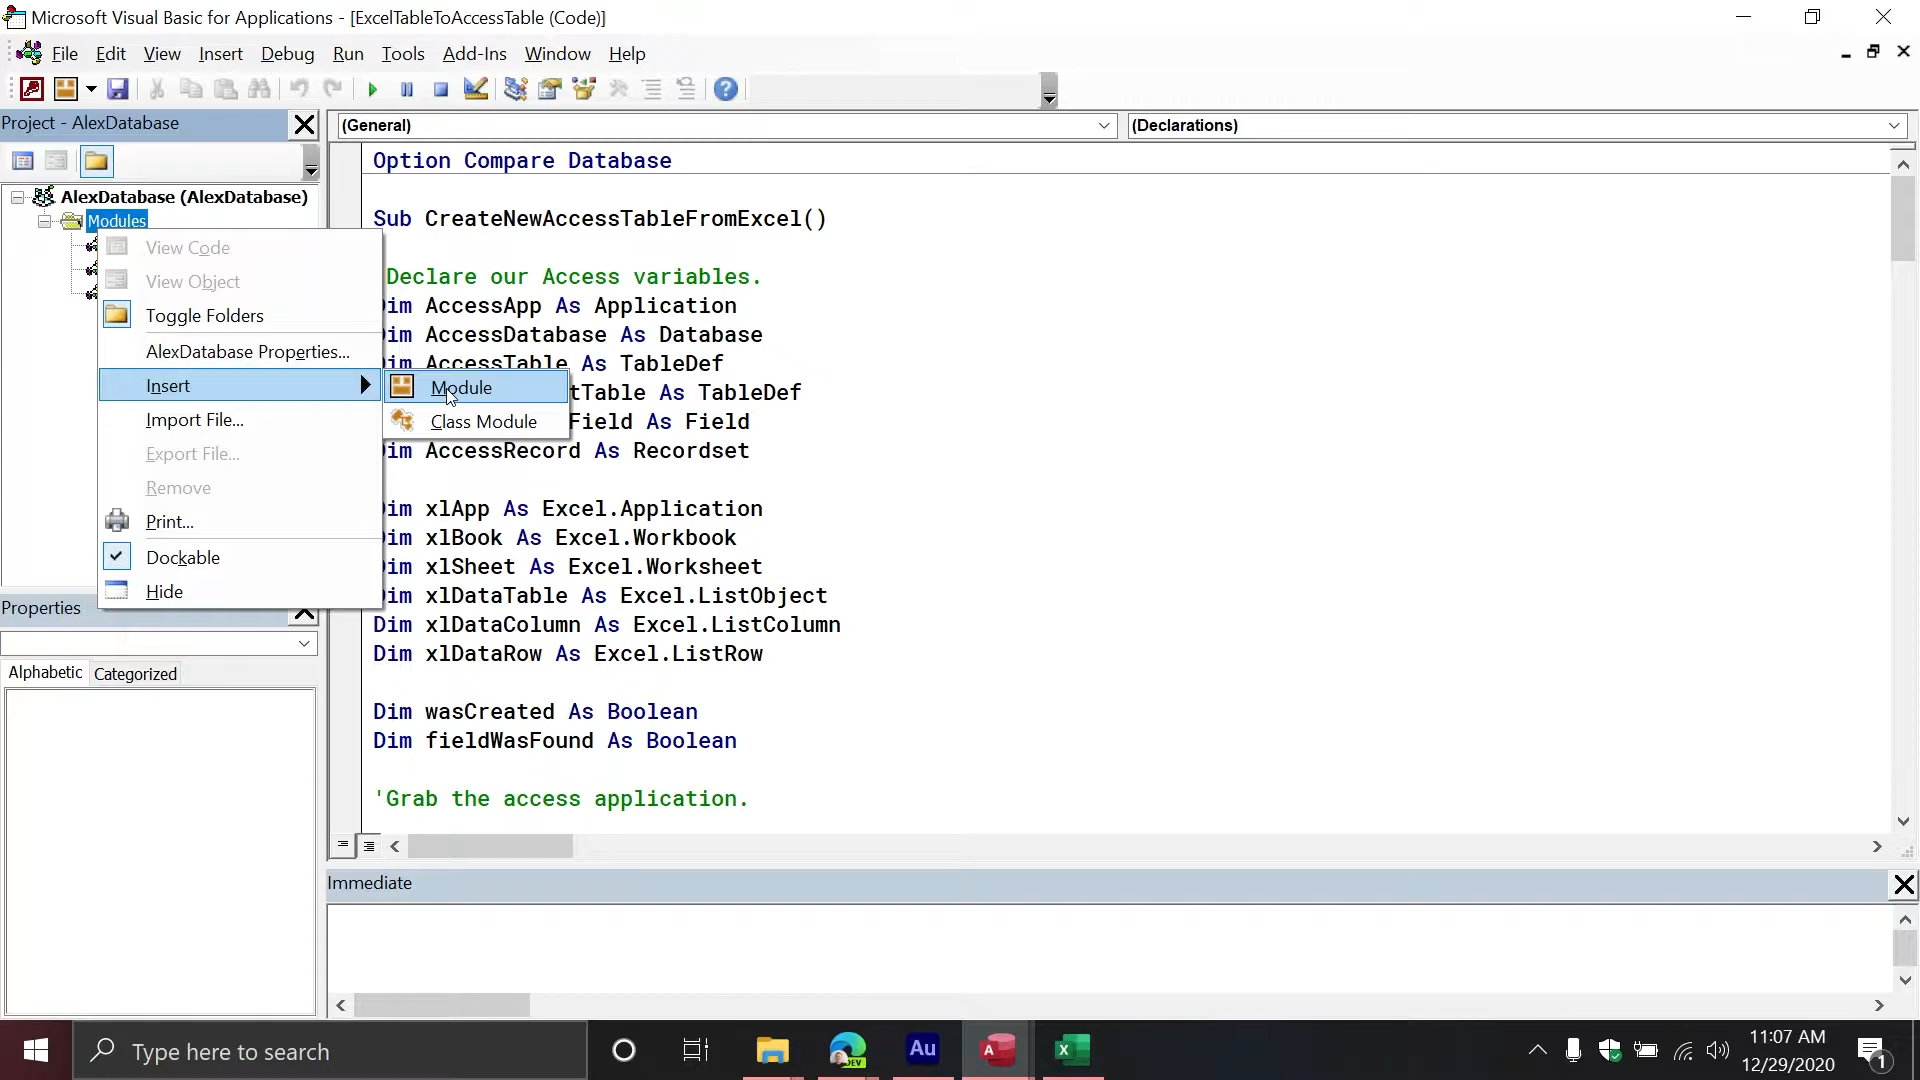 Microsoft Visual Basic for Applications - [ExcelTableToAccessTable (Code)]
File Edit View Insert Debug Run Tools Add-Ins Window Help
Project - AlexDatabase
(General) (Declarations)
AlexDatabase (AlexDatabase)
Modules
View Code
View Object
Toggle Folders
AlexDatabase Properties...
Insert
Import File...
Export File...
Remove
Print...
Dockable
Hide
Module
Class Module
Option Compare Database
Sub CreateNewAccessTableFromExcel()
Declare our Access variables.
im AccessApp As Application
im AccessDatabase As Database
im AccessTable As TableDef
tTable As TableDef
Field As Field
im AccessRecord As Recordset
im xlApp As Excel.Application
im xlBook As Excel.Workbook
im xlSheet As Excel.Worksheet
im xlDataTable As Excel.ListObject
Dim xlDataColumn As Excel.ListColumn
Dim xlDataRow As Excel.ListRow
Dim wasCreated As Boolean
Dim fieldWasFound As Boolean
'Grab the access application.
Properties
Alphabetic Categorized
Immediate
Type here to search
Au
DEV
A
X
11:07 AM
12/29/2020
1